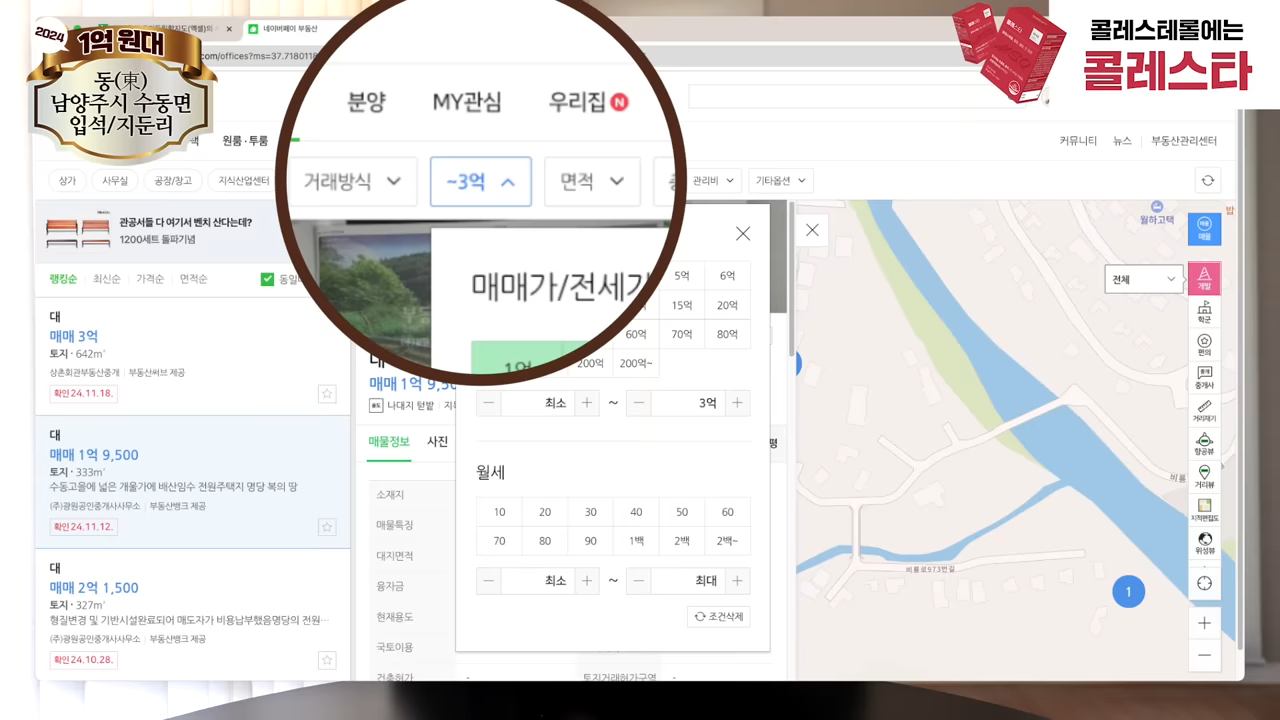 2024
1억 원대
동(東)
남양주시 수동면
입석/지둔리
콜레스테롤에는
콜레스타
네이버페이 부동산
.com/offices?ms=37.7180118
분양
MY관심
우리집 N
원룸·투룸
커뮤니티
뉴스
부동산관리센터
상가
사무실
공장/창고
지식산업센터
거래방식
~3억
면적
관리비
기타옵션
관공서들 다 여기서 벤치 산다는데?
1200세트 돌파기념
랭킹순
최신순
가격순
면적순
대
매매 3억
토지 · 642㎡
상촌회관부동산중개
부동산써브 제공
확인 24.11.18.
대
매매 1억 9,500
토지 · 333㎡
수동고을에 넓은 개울가에 배산임수 전원주택지 명당 복의 땅
(주)광원공인중개사사무소
부동산뱅크 제공
확인 24.11.12.
대
매매 2억 1,500
토지 · 327㎡
형질변경 및 기반시설완료되어 매도자가 비용납부했음명당의 전원…
(주)광원공인중개사사무소
부동산뱅크 제공
확인 24.10.28.
매물정보
사진
소재지
매물특징
대지면적
융자금
현재용도
국토이용
건축허가
-
토지거래허가구역
-
매매가/전세가
1억
5억
6억
15억
20억
60억
70억
80억
200억
200억~
최소
~
3억
월세
10
20
30
40
50
60
70
80
90
1백
2백
2백~
최소
~
최대
조건삭제
월하고택
밥
전체
매물
개발
학군
편의
중개사
거리재기
항공뷰
거리뷰
지적편집도
위성뷰
비룡로973번길
1